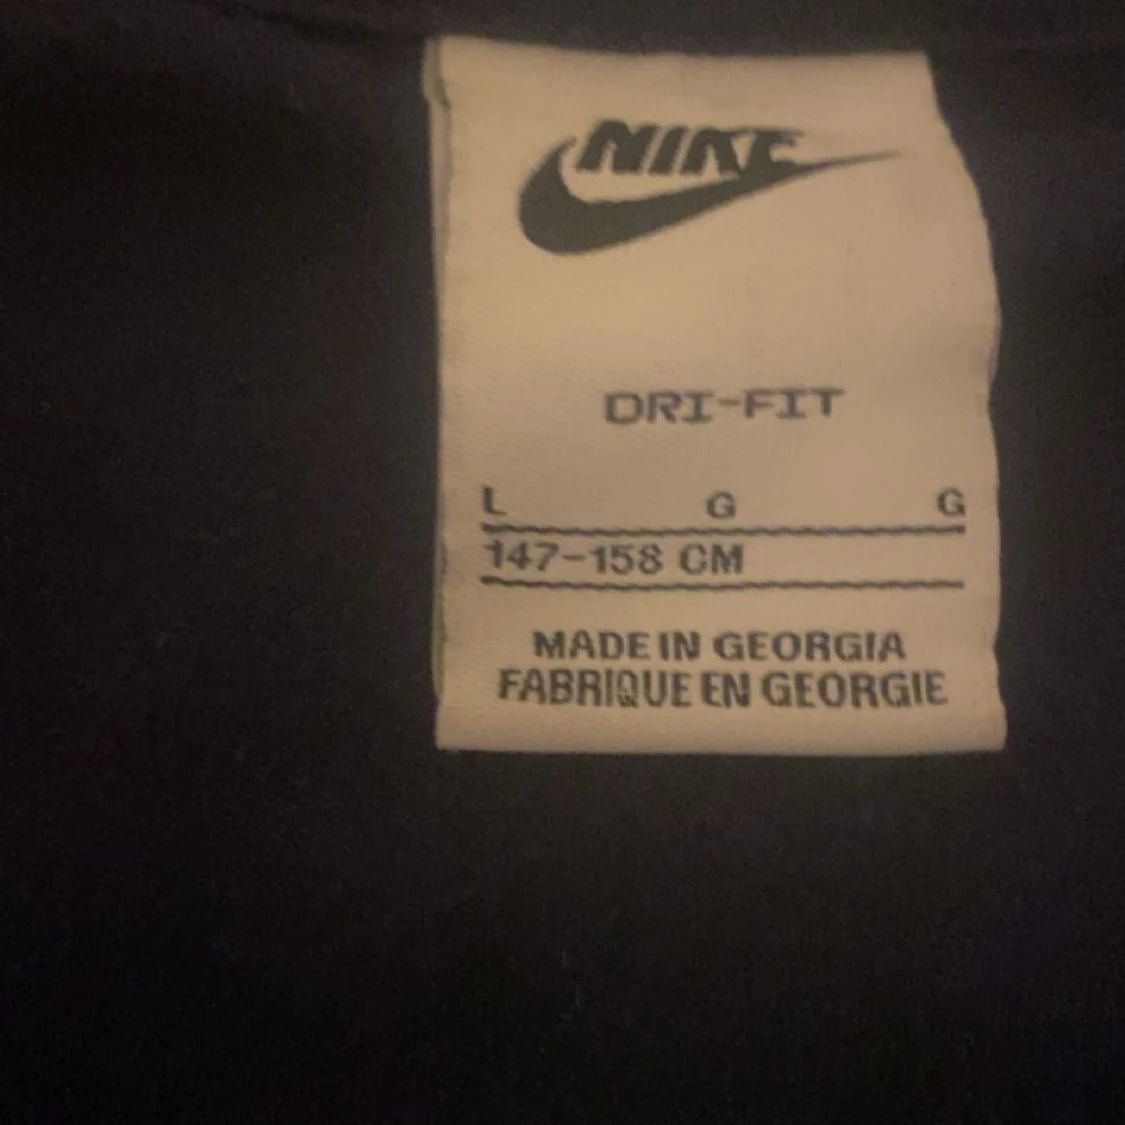 NIKE
DRI-FIT
L G G
147-158 CM
MADE IN GEORGIA
FABRIQUE EN GEORGIE